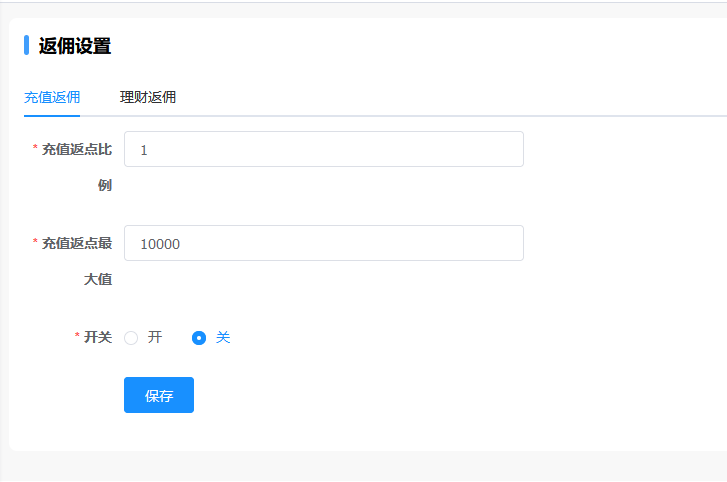 返佣设置
充值返佣 理财返佣
* 充值返点比 1
例
* 充值返点最 10000
大值
* 开关 开 关
保存